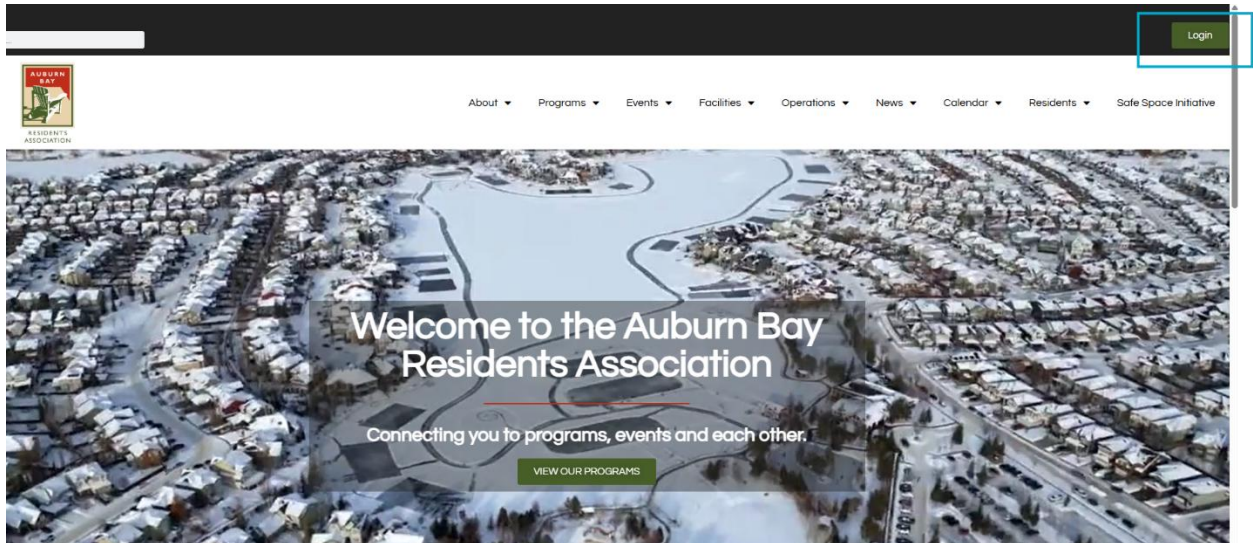 Login
AUBURN
BAY
RESIDENTS
ASSOCIATION
About Programs Events Facilities Operations News Calendar Residents Safe Space Initiative
Welcome to the Auburn Bay
Residents Association
Connecting you to programs, events and each other.
VIEW OUR PROGRAMS